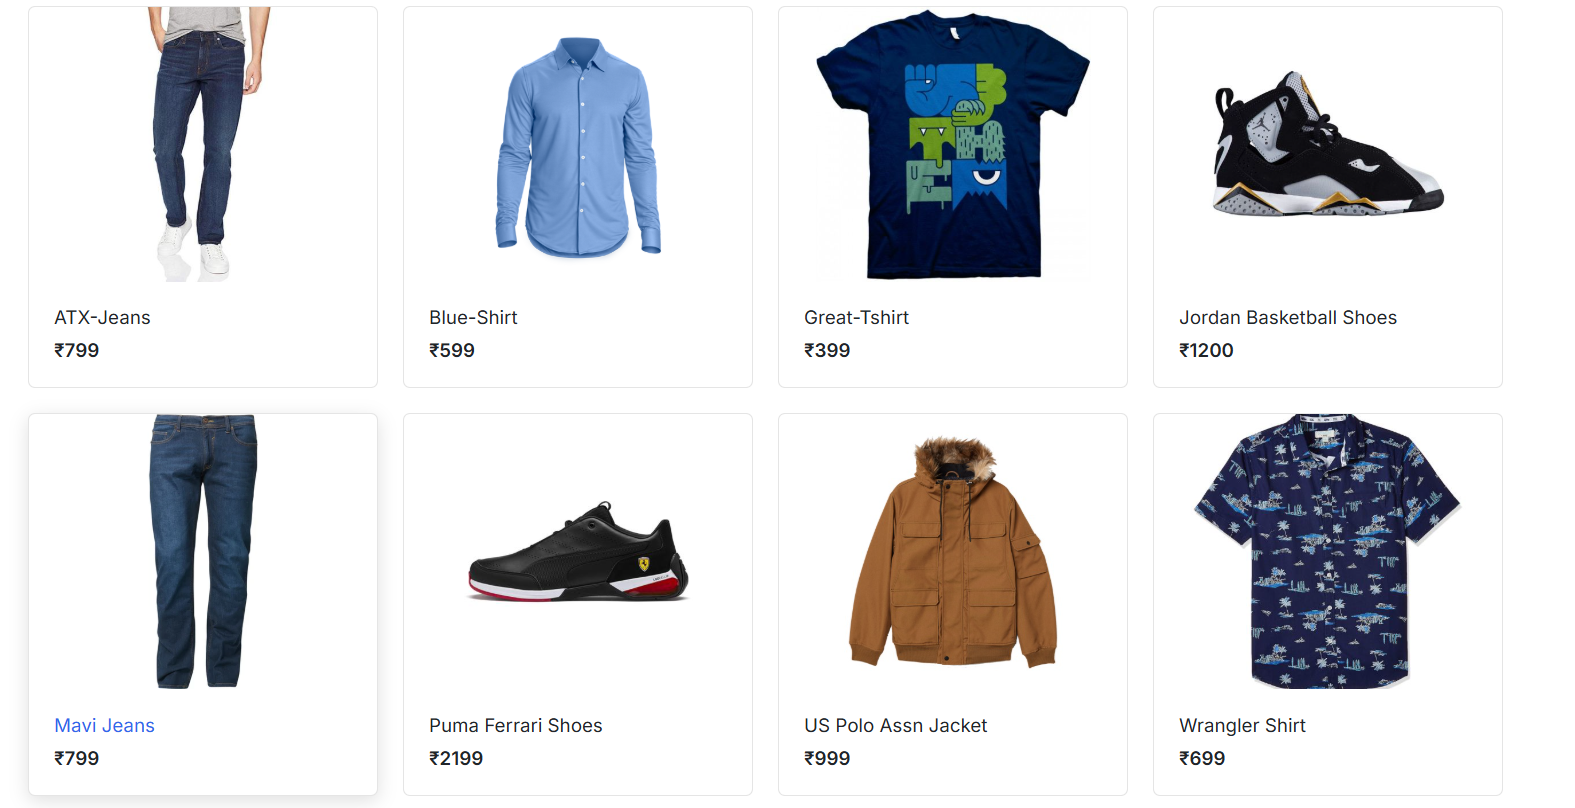 ATX-Jeans
₹799
Blue-Shirt
₹599
Great-Tshirt
₹399
Jordan Basketball Shoes
₹1200
Mavi Jeans
₹799
Puma Ferrari Shoes
₹2199
US Polo Assn Jacket
₹999
Wrangler Shirt
₹699